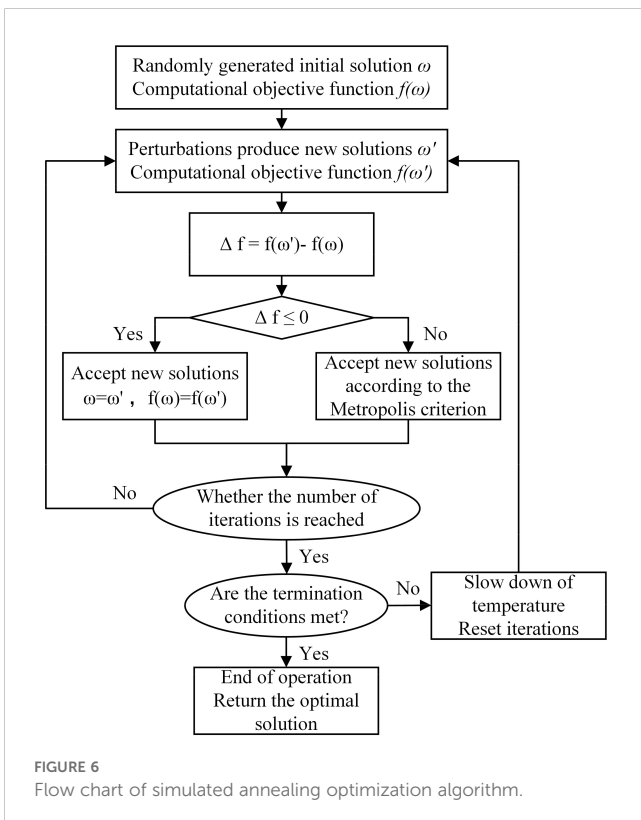 Randomly generated initial solution ω
Computational objective function f(ω)
Perturbations produce new solutions ω'
Computational objective function f(ω')
Δ f = f(ω')- f(ω)
Δ f ≤ 0
Yes
No
Accept new solutions
ω=ω' , f(ω)=f(ω')
Accept new solutions
according to the
Metropolis criterion
No
Whether the number of
iterations is reached
Yes
Are the termination
conditions met?
No
Slow down of
temperature
Reset iterations
Yes
End of operation
Return the optimal
solution
FIGURE 6
Flow chart of simulated annealing optimization algorithm.